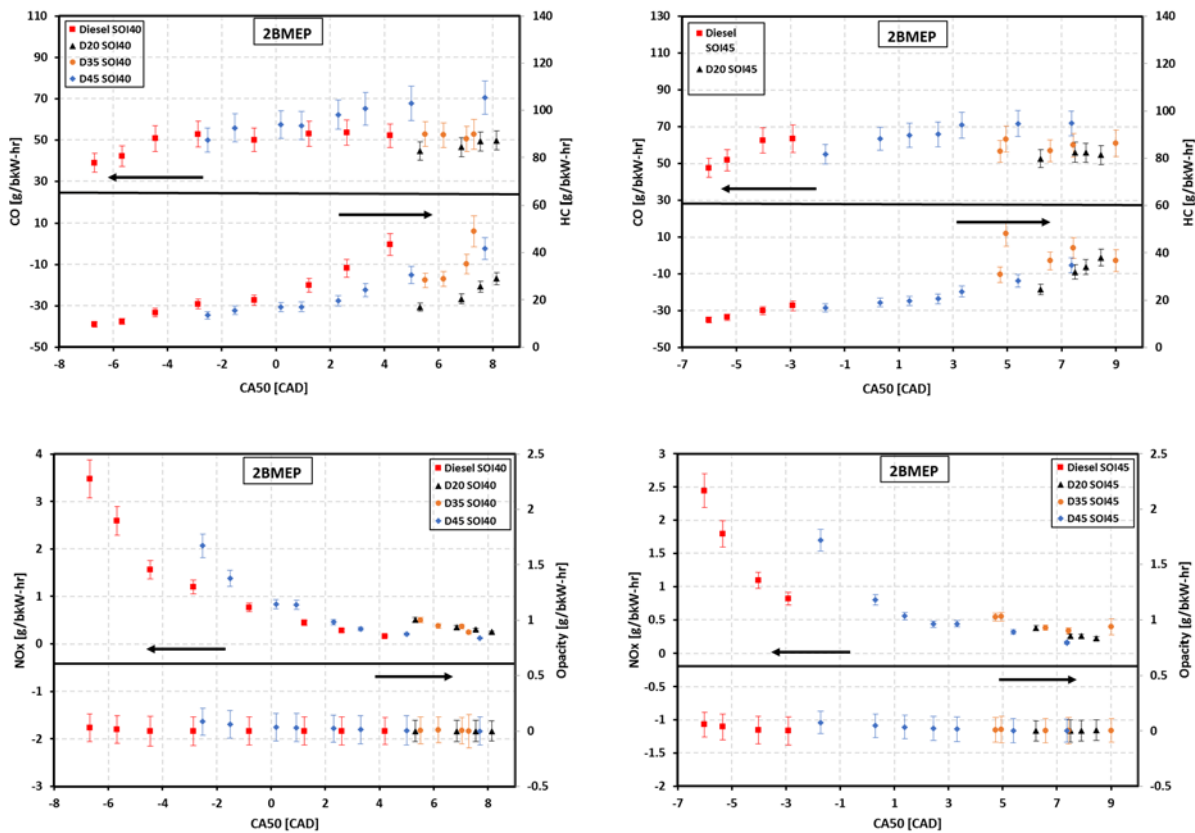 2BMEP
Diesel SOI40
D20 SOI40
D35 SOI40
D45 SOI40
CO [g/bkW-hr]
110
90
70
50
30
10
-10
-30
-50
HC [g/bkW-hr]
140
120
100
80
60
40
20
0
-8 -6 -4 -2 0 2 4 6 8
CA50 [CAD]
2BMEP
Diesel
SOI45
D20 SOI45
CO [g/bkW-hr]
130
110
90
70
50
30
10
-10
-30
-50
HC [g/bkW-hr]
140
120
100
80
60
40
20
0
-7 -5 -3 -1 1 3 5 7 9
CA50 [CAD]
2BMEP
Diesel SOI40
D20 SOI40
D35 SOI40
D45 SOI40
NOx [g/bkW-hr]
4
3
2
1
0
-1
-2
-3
Opacity [g/bkW-hr]
2.5
2
1.5
1
0.5
0
-0.5
-8 -6 -4 -2 0 2 4 6 8
CA50 [CAD]
2BMEP
Diesel SOI45
D20 SOI45
D35 SOI45
D45 SOI45
NOx [g/bkW-hr]
3
2.5
2
1.5
1
0.5
0
-0.5
-1
-1.5
-2
Opacity [g/bkW-hr]
2.5
2
1.5
1
0.5
0
-0.5
-7 -5 -3 -1 1 3 5 7 9
CA50 [CAD]